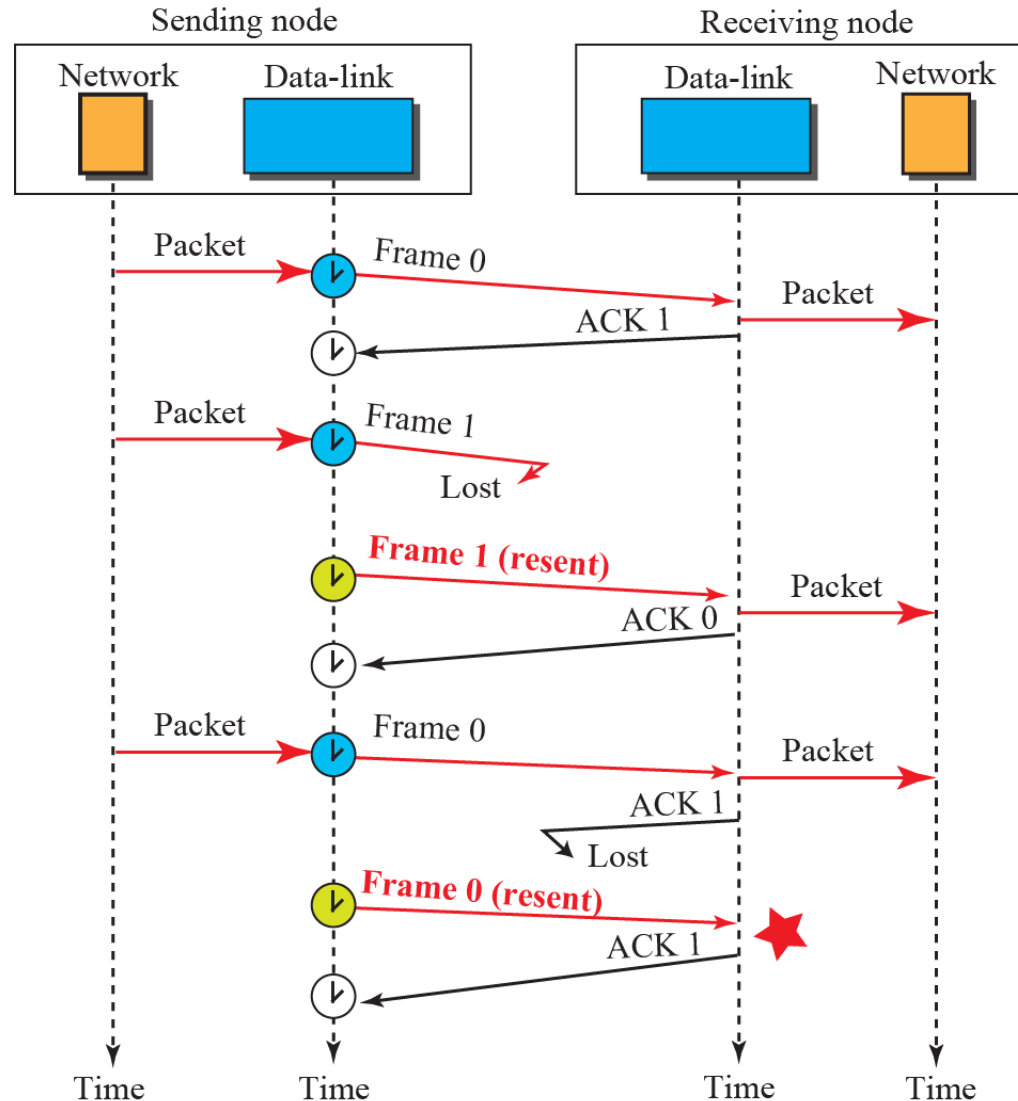 Sending node
Receiving node
Network
Data-link
Data-link
Network
Packet
Frame 0
Packet
ACK 1
Packet
Frame 1
Lost
Frame 1 (resent)
Packet
ACK 0
Packet
Frame 0
Packet
ACK 1
Lost
Frame 0 (resent)
ACK 1
Time
Time
Time
Time